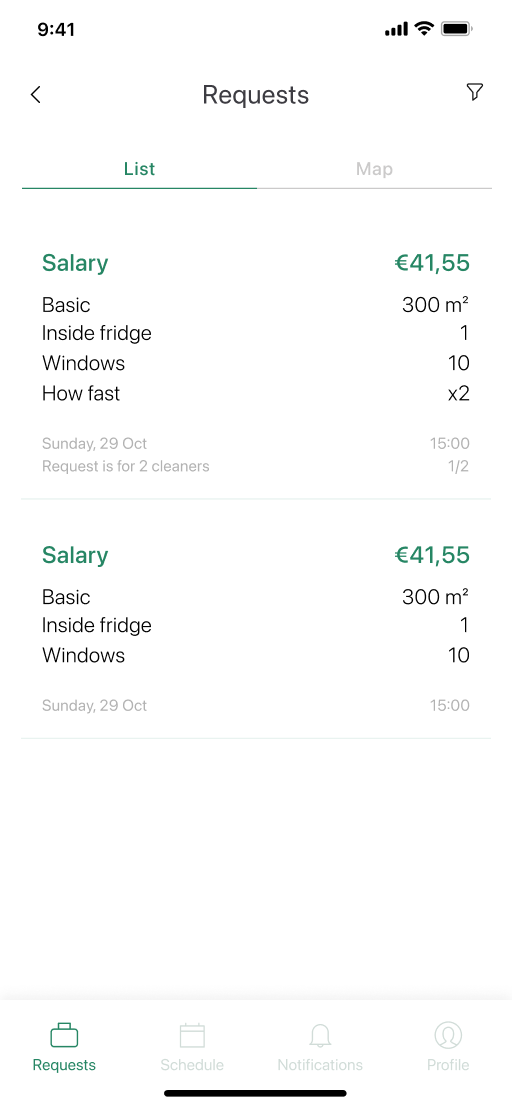 9:41
Requests
List Map
Salary €41,55
Basic 300 m²
Inside fridge 1
Windows 10
How fast x2
Sunday, 29 Oct 15:00
Request is for 2 cleaners 1/2
Salary €41,55
Basic 300 m²
Inside fridge 1
Windows 10
Sunday, 29 Oct 15:00
Requests Schedule Notifications Profile